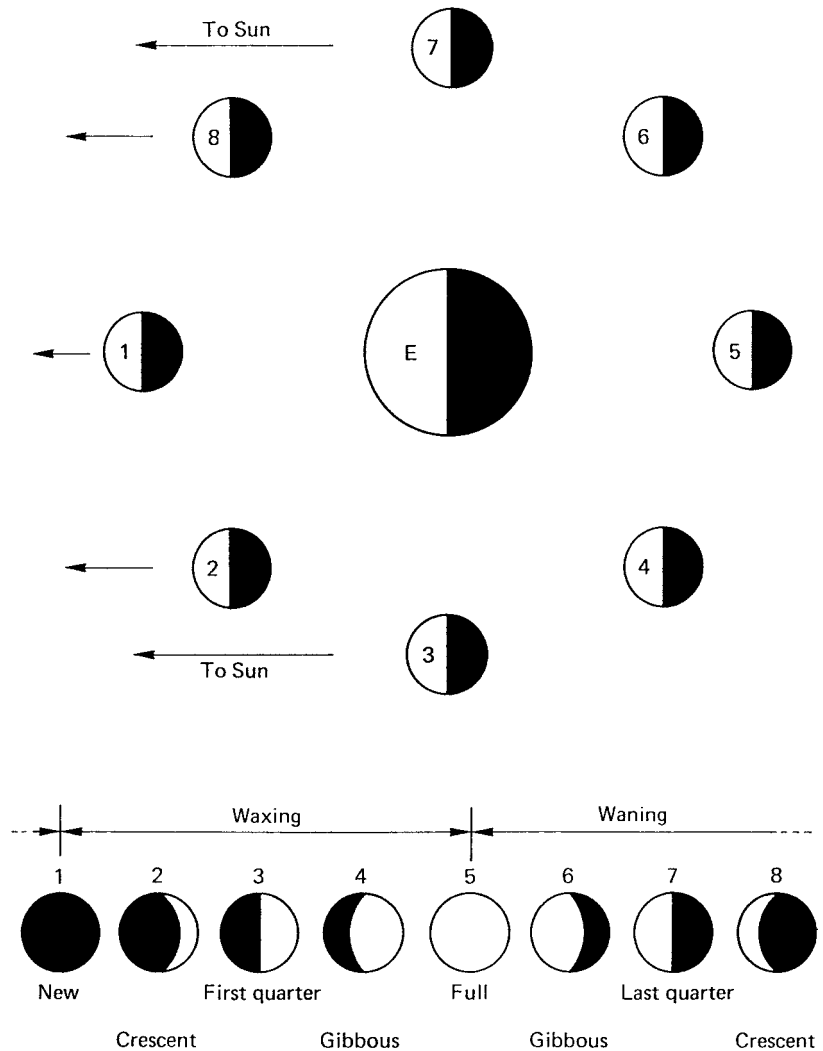 To Sun
7
8
6
1
E
5
2
4
3
To Sun
Waxing Waning
1 2 3 4 5 6 7 8
New First quarter Full Last quarter
Crescent Gibbous Gibbous Crescent